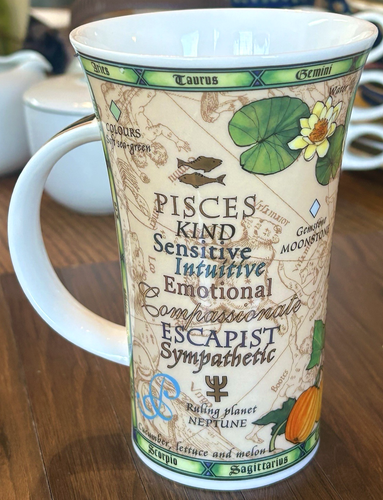 Aries Taurus Gemini
Water
COLOURS
sea-green
PISCES
KIND
Sensitive
Gemstone
MOONSTONE
Intuitive
Emotional
Compassionate
ESCAPIST
Sympathetic
Ruling planet
NEPTUNE
lettuce and melon
Scorpio Sagittarius